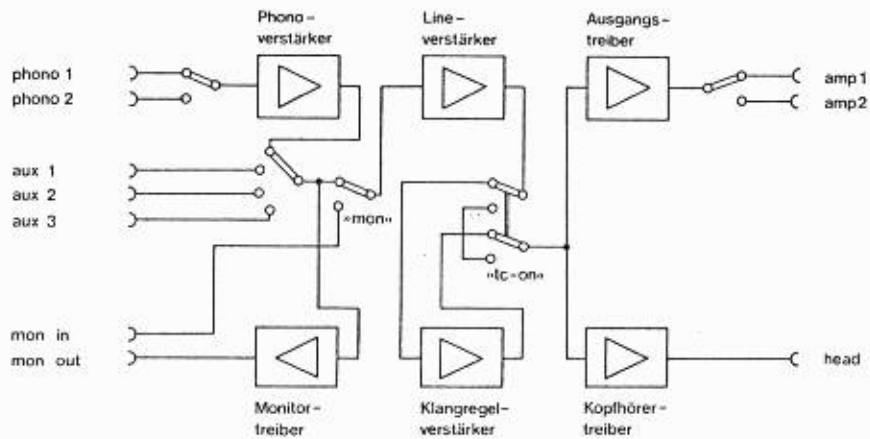 Phono-
verstärker
Line-
verstärker
Ausgangs-
treiber
phono 1
phono 2
amp 1
amp 2
aux 1
aux 2
aux 3
»mon«
»tc-on«
mon in
mon out
head
Monitor-
treiber
Klangregel-
verstärker
Kopfhörer-
treiber